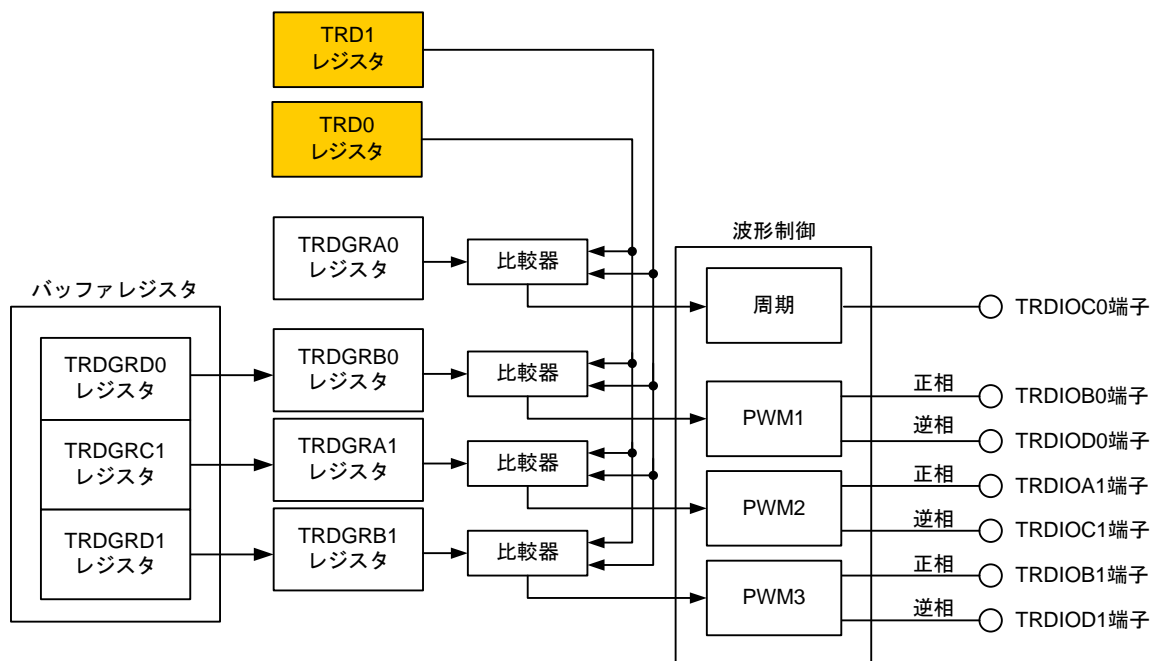 TRD1
レジスタ
TRD0
レジスタ
TRDGRA0
レジスタ
比較器
波形制御
周期
TRDIOC0端子
バッファレジスタ
TRDGRD0
レジスタ
TRDGRB0
レジスタ
比較器
PWM1
正相
TRDIOB0端子
逆相
TRDIOD0端子
TRDGRC1
レジスタ
TRDGRA1
レジスタ
比較器
PWM2
正相
TRDIOA1端子
逆相
TRDIOC1端子
TRDGRD1
レジスタ
TRDGRB1
レジスタ
比較器
PWM3
正相
TRDIOB1端子
逆相
TRDIOD1端子